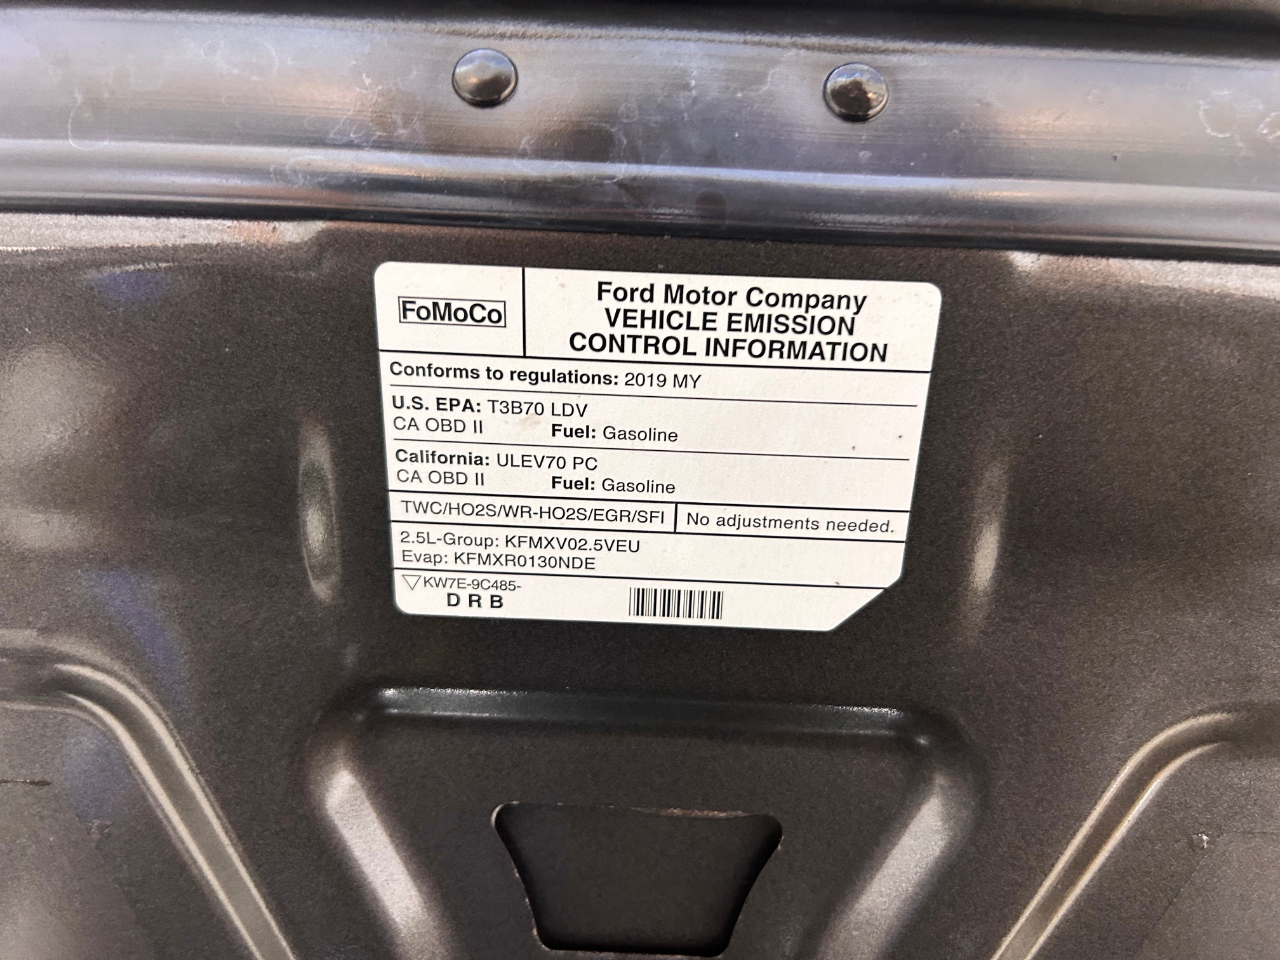 FoMoCo
Ford Motor Company
VEHICLE EMISSION
CONTROL INFORMATION
Conforms to regulations: 2019 MY
U.S. EPA: T3B70 LDV
CA OBD II Fuel: Gasoline
California: ULEV70 PC
CA OBD II Fuel: Gasoline
TWC/HO2S/WR-HO2S/EGR/SFI No adjustments needed.
2.5L-Group: KFMXV02.5VEU
Evap: KFMXR0130NDE
KW7E-9C485-
D R B